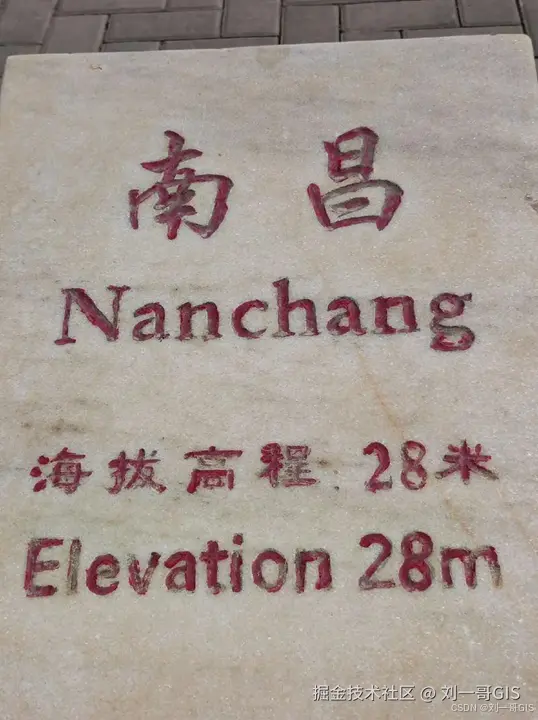 南昌
Nanchang
海拔高程 28米
Elevation 28m
掘金技术社区 @ 刘一哥GIS
CSDN @刘一哥GIS